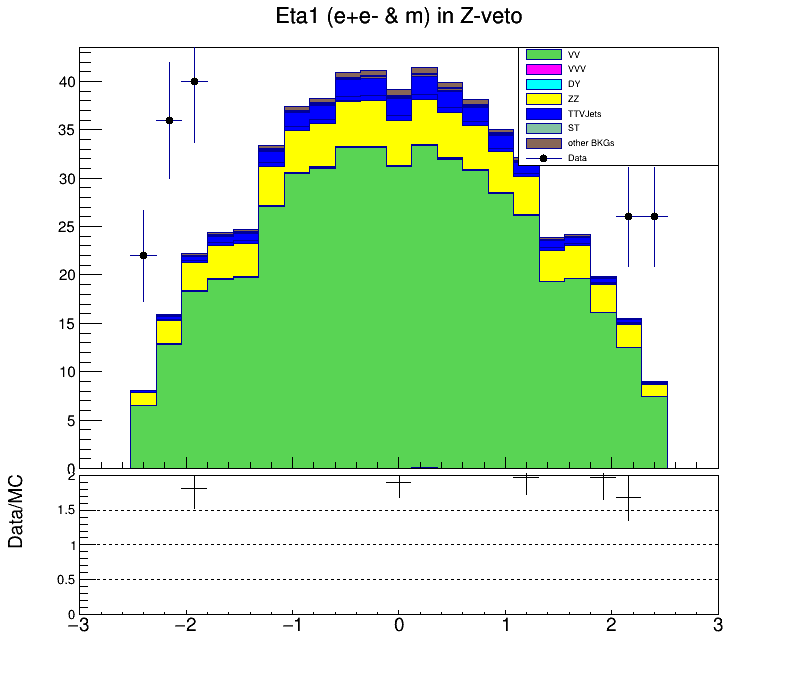 Eta1 (e+e- & m) in Z-veto
VV
VVV
DY
ZZ
TTVJets
ST
other BKGs
Data
40
35
30
25
20
15
10
5
0
Data/MC
2
1.5
1
0.5
0
−3 −2 −1 0 1 2 3